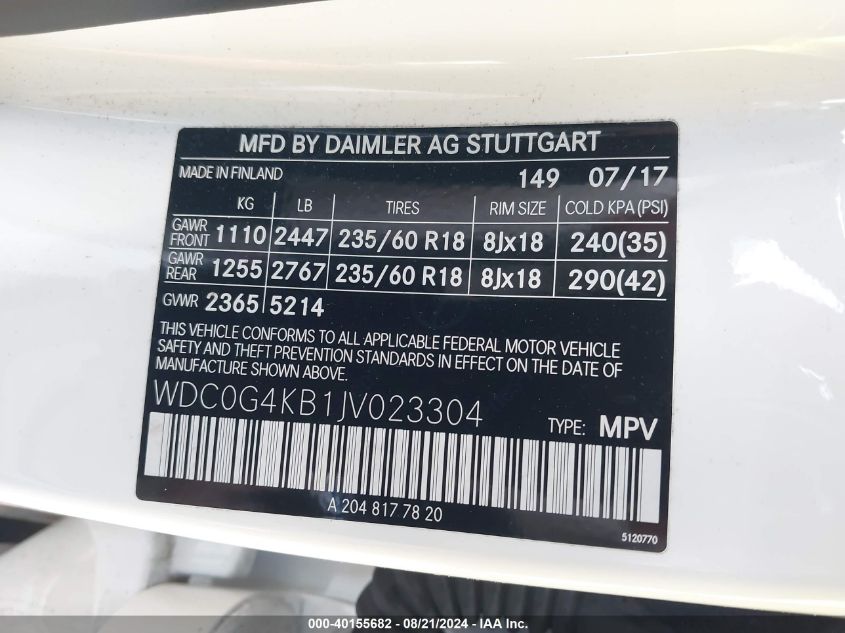 MFD BY DAIMLER AG STUTTGART
MADE IN FINLAND 149 07/17
KG LB TIRES RIM SIZE COLD KPA (PSI)
GAWR FRONT 1110 2447 235/60 R18 8Jx18 240(35)
GAWR REAR 1255 2767 235/60 R18 8Jx18 290(42)
GVWR 2365 5214
THIS VEHICLE CONFORMS TO ALL APPLICABLE FEDERAL MOTOR VEHICLE
SAFETY AND THEFT PREVENTION STANDARDS IN EFFECT ON THE DATE OF
MANUFACTURE SHOWN ABOVE.
WDC0G4KB1JV023304
TYPE: MPV
A 204 817 78 20
5120770
000-40155682 - 08/21/2024 - IAA Inc.